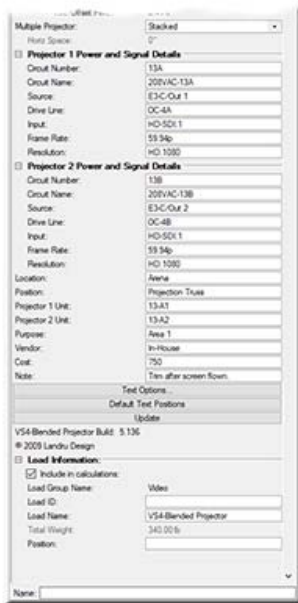 Multiple Projector: Stacked
Horiz Space: 0"
Projector 1 Power and Signal Details
Circuit Number: 13A
Circuit Name: 208VAC-13A
Source: E3-C/Out 1
Drive Line: OC-4A
Input: HD-SDI.1
Frame Rate: 59.94p
Resolution: HD.1080
Projector 2 Power and Signal Details
Circuit Number: 13B
Circuit Name: 208VAC-13B
Source: E3-C/Out 2
Drive Line: OC-4B
Input: HD-SDI.1
Frame Rate: 59.94p
Resolution: HD.1080
Location: Arena
Position: Projection Truss
Projector 1 Unit: 13-A1
Projector 2 Unit: 13-A2
Purpose: Area 1
Vendor: In-House
Cost: 750
Note: Trim after screen flown.
Text Options...
Default Text Positions
Update
VS4-Blended Projector Build: 5.136
© 2009 Landru Design
Load Information:
Include in calculations:
Load Group Name: Video
Load ID:
Load Name: VS4-Blended Projector
Total Weight: 340.00 lb
Position:
Name: